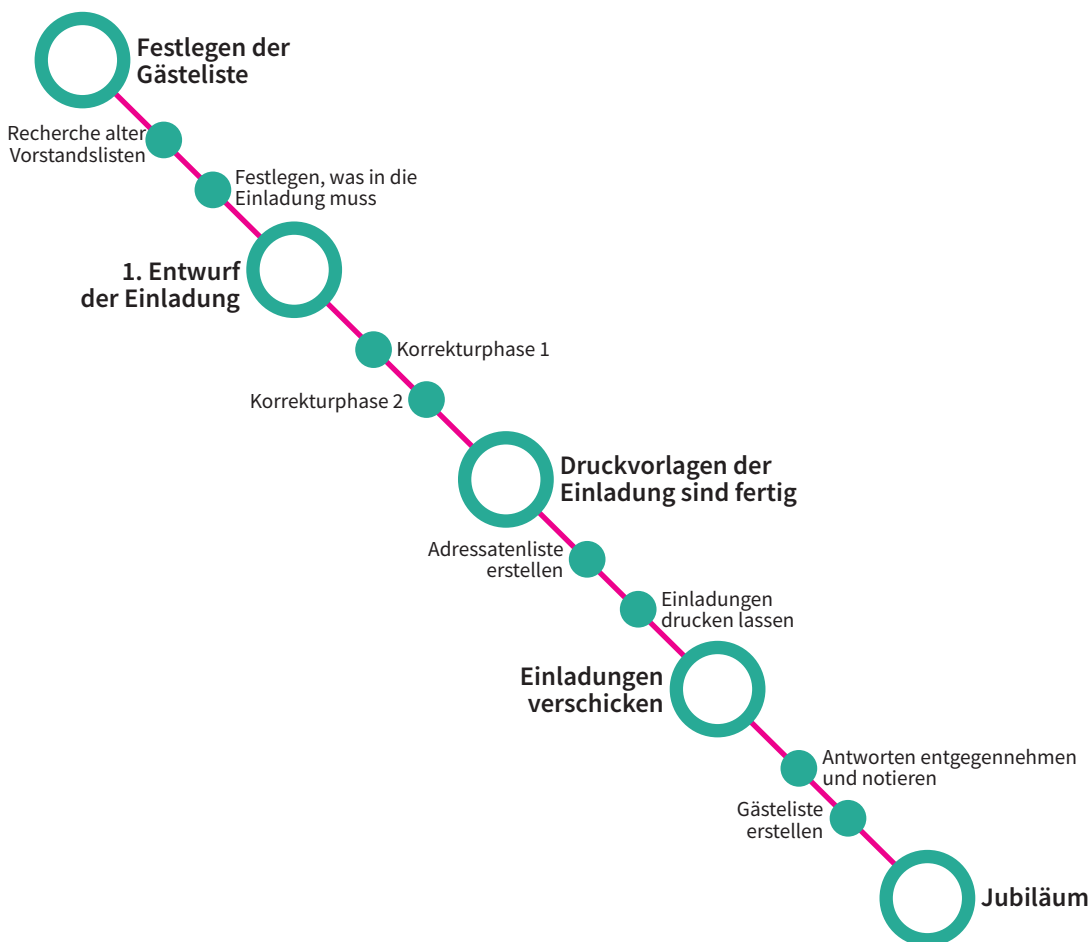 Festlegen der
Gästeliste
Recherche alter
Vorstandslisten
Festlegen, was in die
Einladung muss
1. Entwurf
der Einladung
Korrekturphase 1
Korrekturphase 2
Druckvorlagen der
Einladung sind fertig
Adressatenliste
erstellen
Einladungen
drucken lassen
Einladungen
verschicken
Antworten entgegennehmen
und notieren
Gästeliste
erstellen
Jubiläum